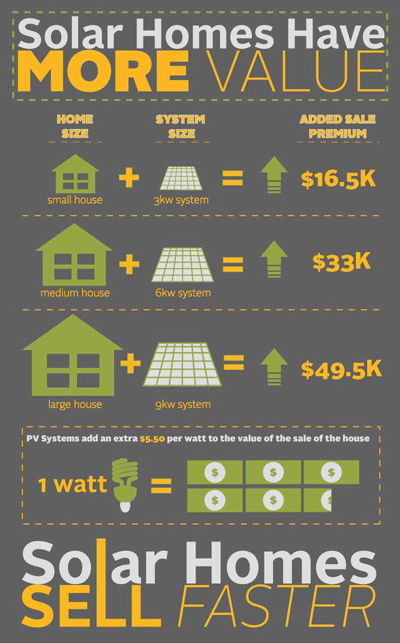 Solar Homes Have
MORE VALUE
HOME SIZE
SYSTEM SIZE
ADDED SALE PREMIUM
small house
3kw system
$16.5K
medium house
6kw system
$33K
large house
9kw system
$49.5K
PV Systems add an extra $5.50 per watt to the value of the sale of the house
1 watt
$ $ $
$ $ $
Solar Homes
SELL FASTER